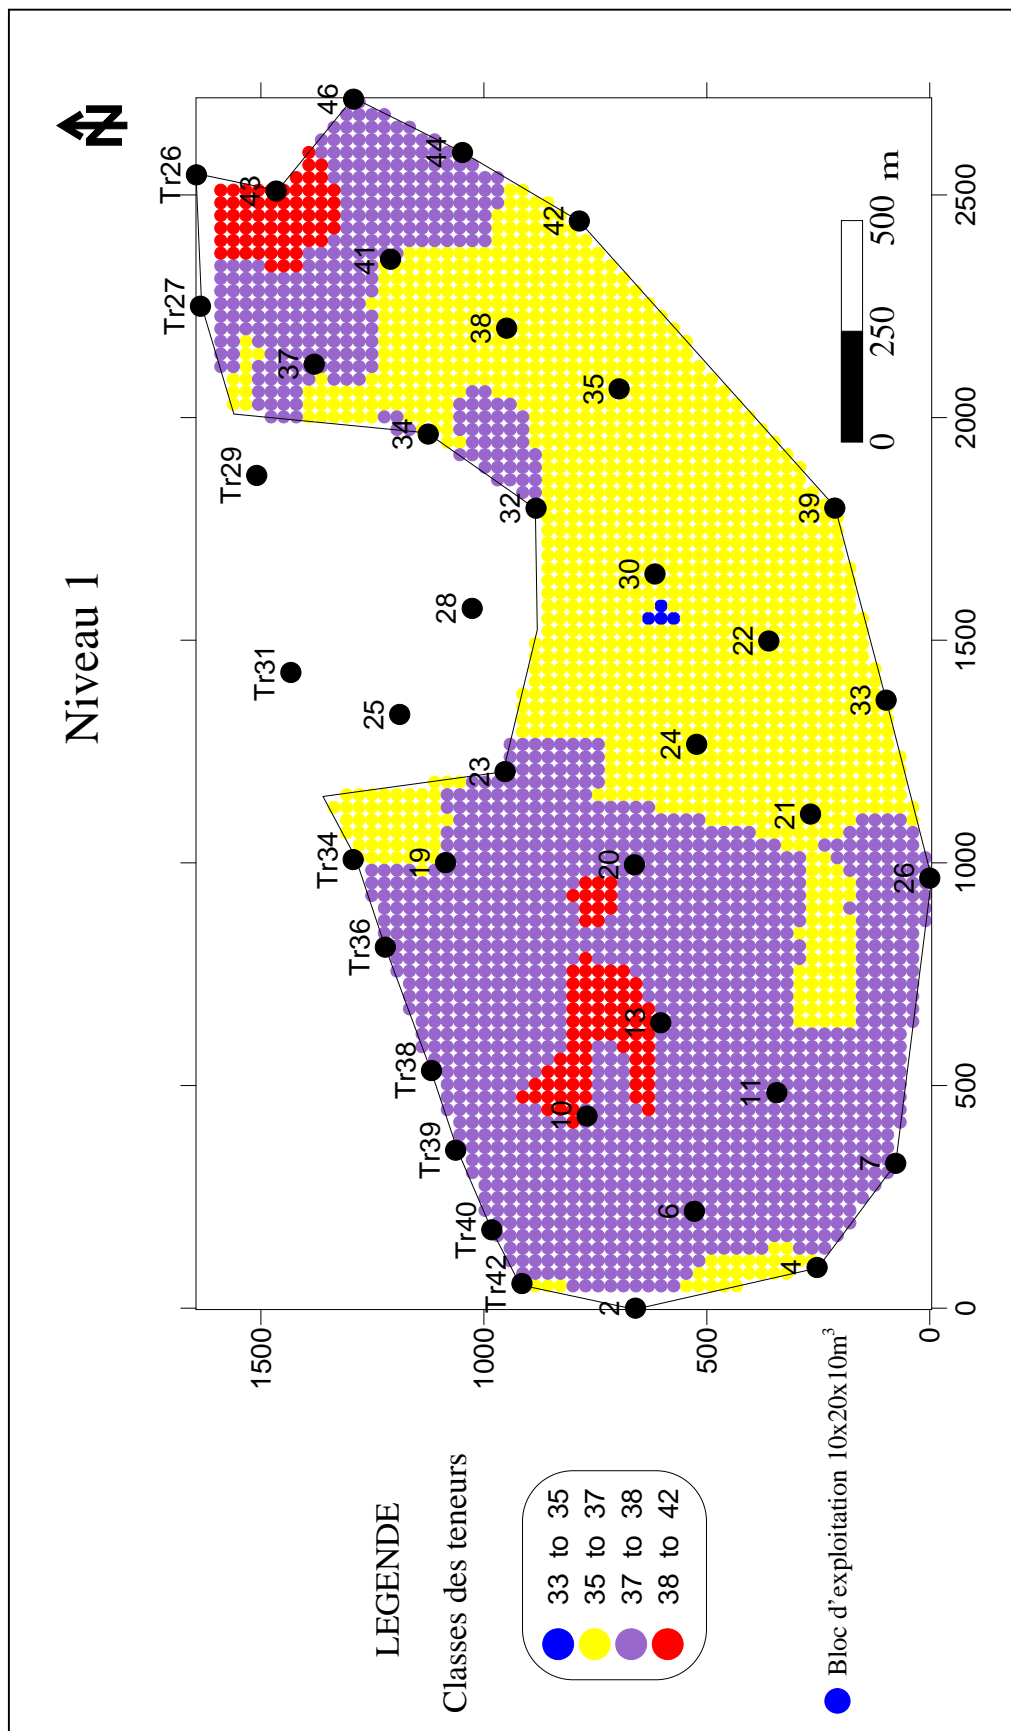 Niveau 1
N
Tr26
46
43
44
Tr27
42
41
38
37
35
34
Tr29
32
39
30
28
22
Tr31
33
25
24
23
21
Tr34
19
20
26
Tr36
13
Tr38
11
10
Tr39
7
6
Tr40
4
Tr42
2
0 250 500 m
1500
1000
500
0
0
500
1000
1500
2000
2500
LEGENDE
Classes des teneurs
33 to 35
35 to 37
37 to 38
38 to 42
Bloc d'exploitation 10x20x10m³